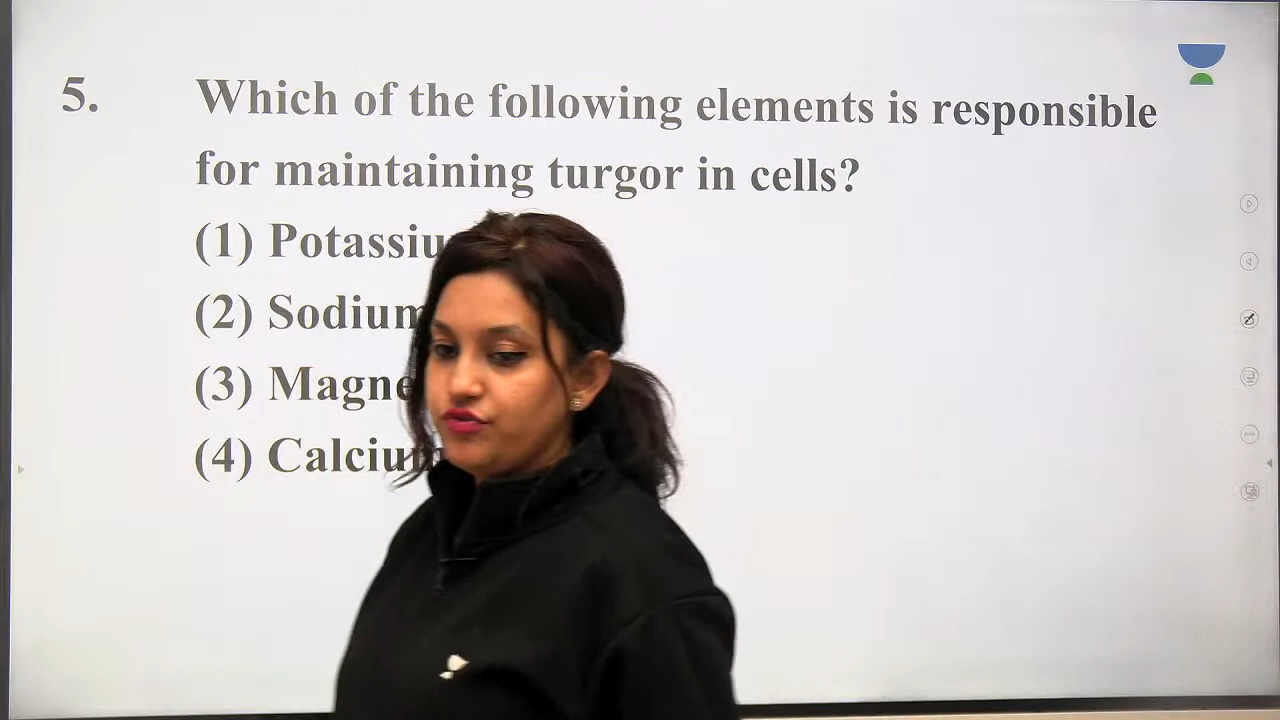 5. Which of the following elements is responsible
for maintaining turgor in cells?
(1) Potassiu
(2) Sodium
(3) Magne
(4) Calcium